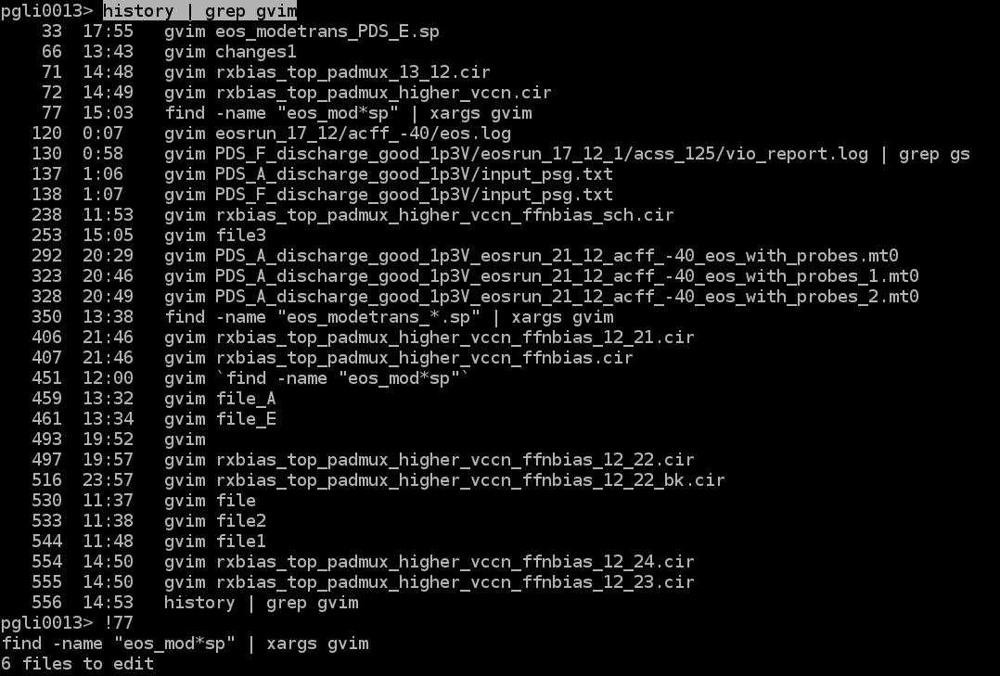 pgli0013> history | grep gvim
33 17:55 gvim eos_modetrans_PDS_E.sp
66 13:43 gvim changes1
71 14:48 gvim rxbias_top_padmux_13_12.cir
72 14:49 gvim rxbias_top_padmux_higher_vccn.cir
77 15:03 find -name "eos_mod*sp" | xargs gvim
120 0:07 gvim eosrun_17_12/acff_-40/eos.log
130 0:58 gvim PDS_F_discharge_good_1p3V/eosrun_17_12_1/acss_125/vio_report.log | grep gs
137 1:06 gvim PDS_A_discharge_good_1p3V/input_psg.txt
138 1:07 gvim PDS_F_discharge_good_1p3V/input_psg.txt
238 11:53 gvim rxbias_top_padmux_higher_vccn_ffnbias_sch.cir
253 15:05 gvim file3
292 20:29 gvim PDS_A_discharge_good_1p3V_eosrun_21_12_acff_-40_eos_with_probes.mt0
323 20:46 gvim PDS_A_discharge_good_1p3V_eosrun_21_12_acff_-40_eos_with_probes_1.mt0
328 20:49 gvim PDS_A_discharge_good_1p3V_eosrun_21_12_acff_-40_eos_with_probes_2.mt0
350 13:38 find -name "eos_modetrans_*.sp" | xargs gvim
406 21:46 gvim rxbias_top_padmux_higher_vccn_ffnbias_12_21.cir
407 21:46 gvim rxbias_top_padmux_higher_vccn_ffnbias.cir
451 12:00 gvim `find -name "eos_mod*sp"`
459 13:32 gvim file_A
461 13:34 gvim file_E
493 19:52 gvim
497 19:57 gvim rxbias_top_padmux_higher_vccn_ffnbias_12_22.cir
516 23:57 gvim rxbias_top_padmux_higher_vccn_ffnbias_12_22_bk.cir
530 11:37 gvim file
533 11:38 gvim file2
544 11:48 gvim file1
554 14:50 gvim rxbias_top_padmux_higher_vccn_ffnbias_12_24.cir
555 14:50 gvim rxbias_top_padmux_higher_vccn_ffnbias_12_23.cir
556 14:53 history | grep gvim
pgli0013> !77
find -name "eos_mod*sp" | xargs gvim
6 files to edit